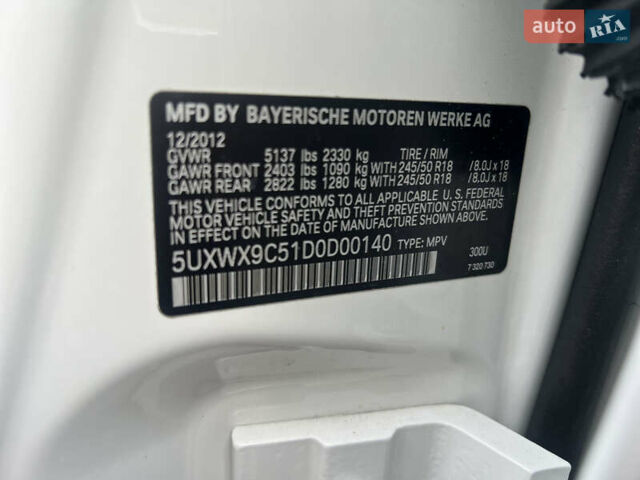 auto RIA
.com
MFD BY BAYERISCHE MOTOREN WERKE AG
12/2012
GVWR 5137 lbs 2330 kg TIRE / RIM
GAWR FRONT 2403 lbs 1090 kg WITH 245/50 R18 /8.0J x 18
GAWR REAR 2822 lbs 1280 kg WITH 245/50 R18 /8.0J x 18
THIS VEHICLE CONFORMS TO ALL APPLICABLE U. S. FEDERAL
MOTOR VEHICLE SAFETY AND THEFT PREVENTION STANDARDS
IN EFFECT ON THE DATE OF MANUFACTURE SHOWN ABOVE.
5UXWX9C51D0D00140 TYPE: MPV
300U
7 320 730